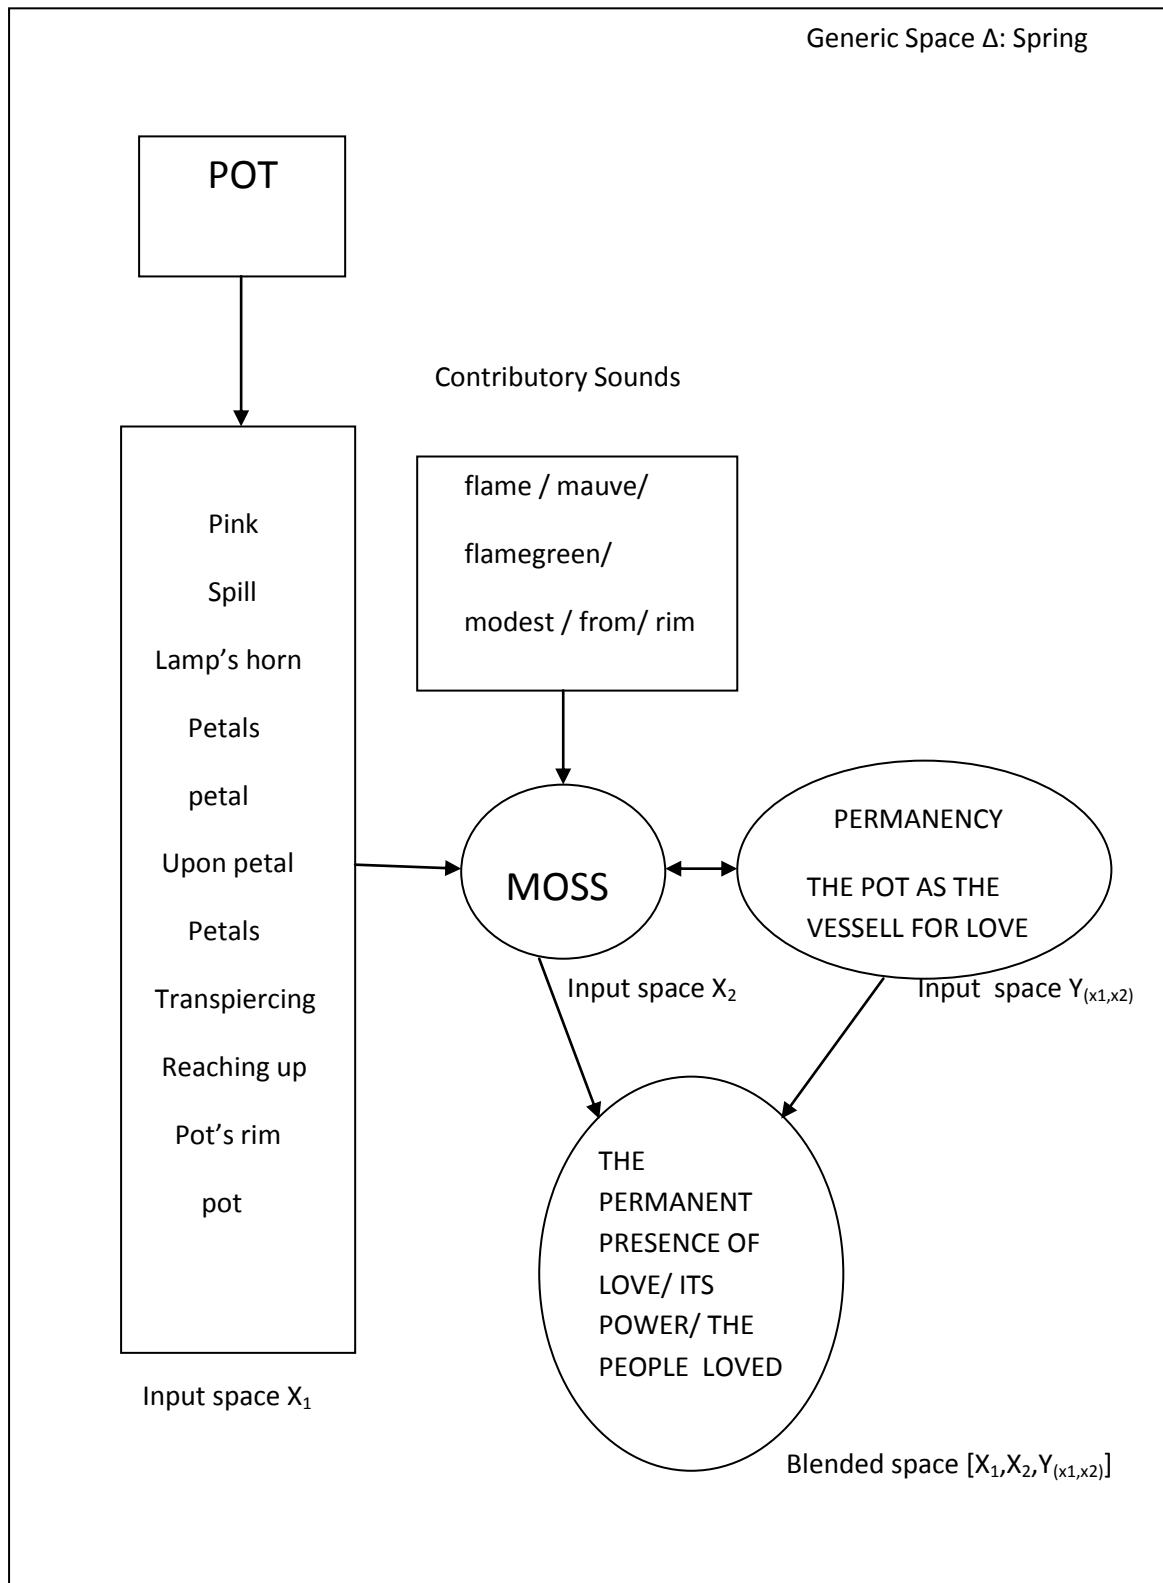 Generic Space Δ: Spring
POT
Contributory Sounds
flame / mauve/
flamegreen/
modest / from/ rim
Pink
Spill
Lamp’s horn
Petals
petal
Upon petal
Petals
Transpiercing
Reaching up
Pot’s rim
pot
Input space X₁
MOSS
Input space X₂
PERMANENCY
THE POT AS THE
VESSELL FOR LOVE
Input space Y₍ₓ₁,ₓ₂₎
THE
PERMANENT
PRESENCE OF
LOVE/ ITS
POWER/ THE
PEOPLE LOVED
Blended space [X₁,X₂,Y₍ₓ₁,ₓ₂₎]